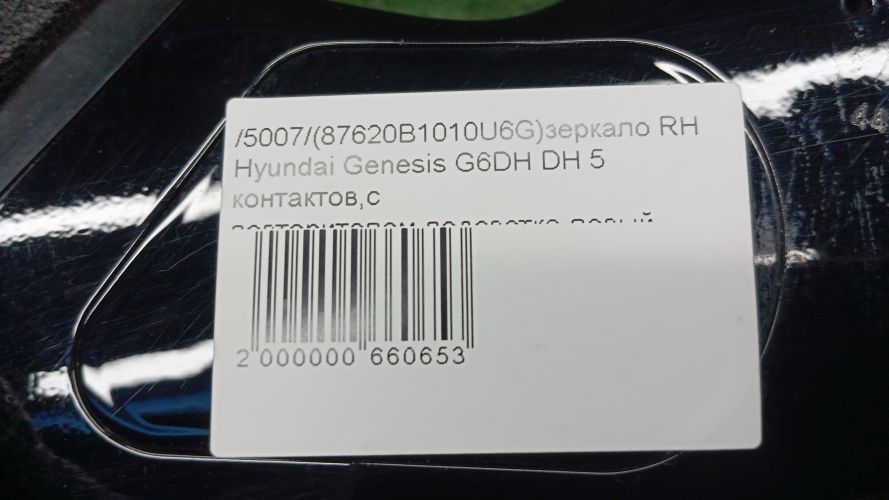 /5007/(87620B1010U6G)зеркало RH
Hyundai Genesis G6DH DH 5
контактов,с
2 000000 660653